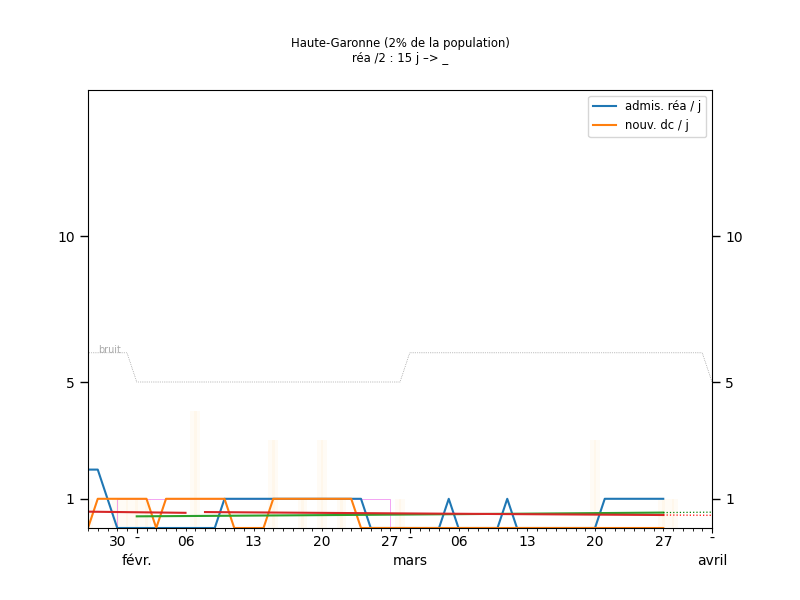 Haute-Garonne (2% de la population)
réa /2 : 15 j –> _
admis. réa / j
nouv. dc / j
10 10
bruit
5 5
1 1
30 - 06 13 20 27 - 06 13 20 27 -
févr. mars avril